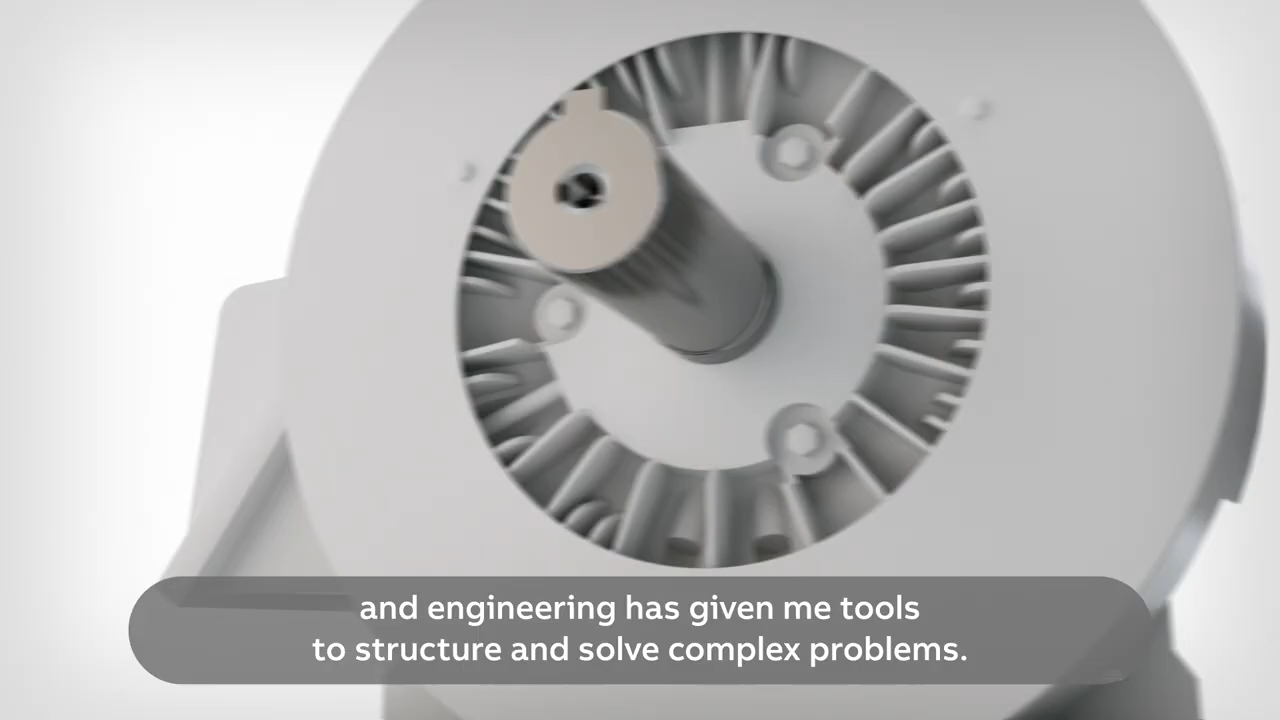 and engineering has given me tools
to structure and solve complex problems.